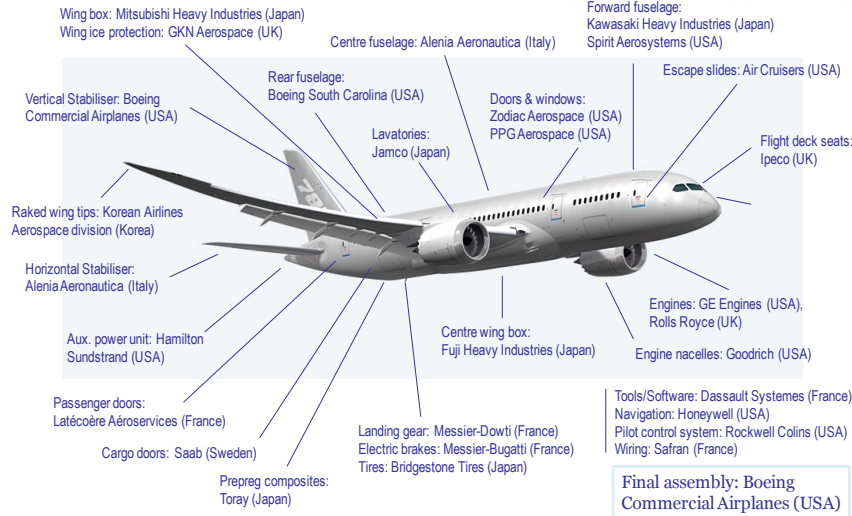 Wing box: Mitsubishi Heavy Industries (Japan)
Wing ice protection: GKN Aerospace (UK)
Centre fuselage: Alenia Aeronautica (Italy)
Forward fuselage:
Kawasaki Heavy Industries (Japan)
Spirit Aerosystems (USA)
Escape slides: Air Cruisers (USA)
Rear fuselage:
Boeing South Carolina (USA)
Vertical Stabiliser: Boeing
Commercial Airplanes (USA)
Doors & windows:
Zodiac Aerospace (USA)
PPG Aerospace (USA)
Lavatories:
Jamco (Japan)
Flight deck seats:
Ipeco (UK)
787
Raked wing tips: Korean Airlines
Aerospace division (Korea)
Horizontal Stabiliser:
Alenia Aeronautica (Italy)
Engines: GE Engines (USA),
Rolls Royce (UK)
Aux. power unit: Hamilton
Sundstrand (USA)
Centre wing box:
Fuji Heavy Industries (Japan)
Engine nacelles: Goodrich (USA)
Passenger doors:
Latécoère Aéroservices (France)
Tools/Software: Dassault Systemes (France)
Navigation: Honeywell (USA)
Pilot control system: Rockwell Colins (USA)
Wiring: Safran (France)
Landing gear: Messier-Dowti (France)
Electric brakes: Messier-Bugatti (France)
Tires: Bridgestone Tires (Japan)
Cargo doors: Saab (Sweden)
Prepreg composites:
Toray (Japan)
Final assembly: Boeing
Commercial Airplanes (USA)